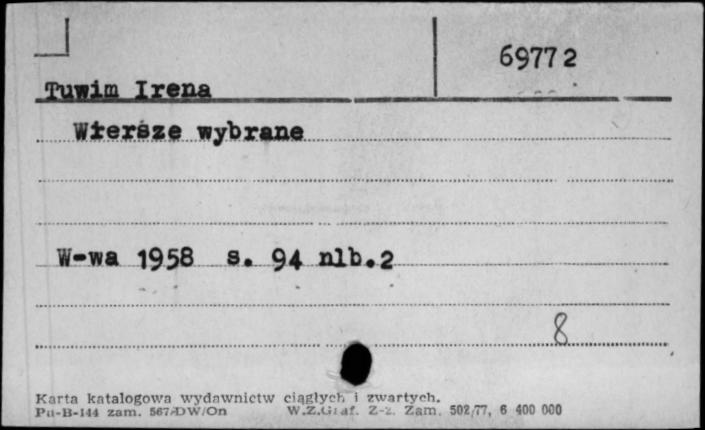 69772
Tuwim Irena
Wiersze wybrane
W-wa 1958 s. 94 nlb.2
8
Karta katalogowa wydawnictw ciągłych i zwartych.
Pu-B-144 zam. 567/DW/On W.Z.Graf. Z-z. Zam. 502/77, 6 400 000